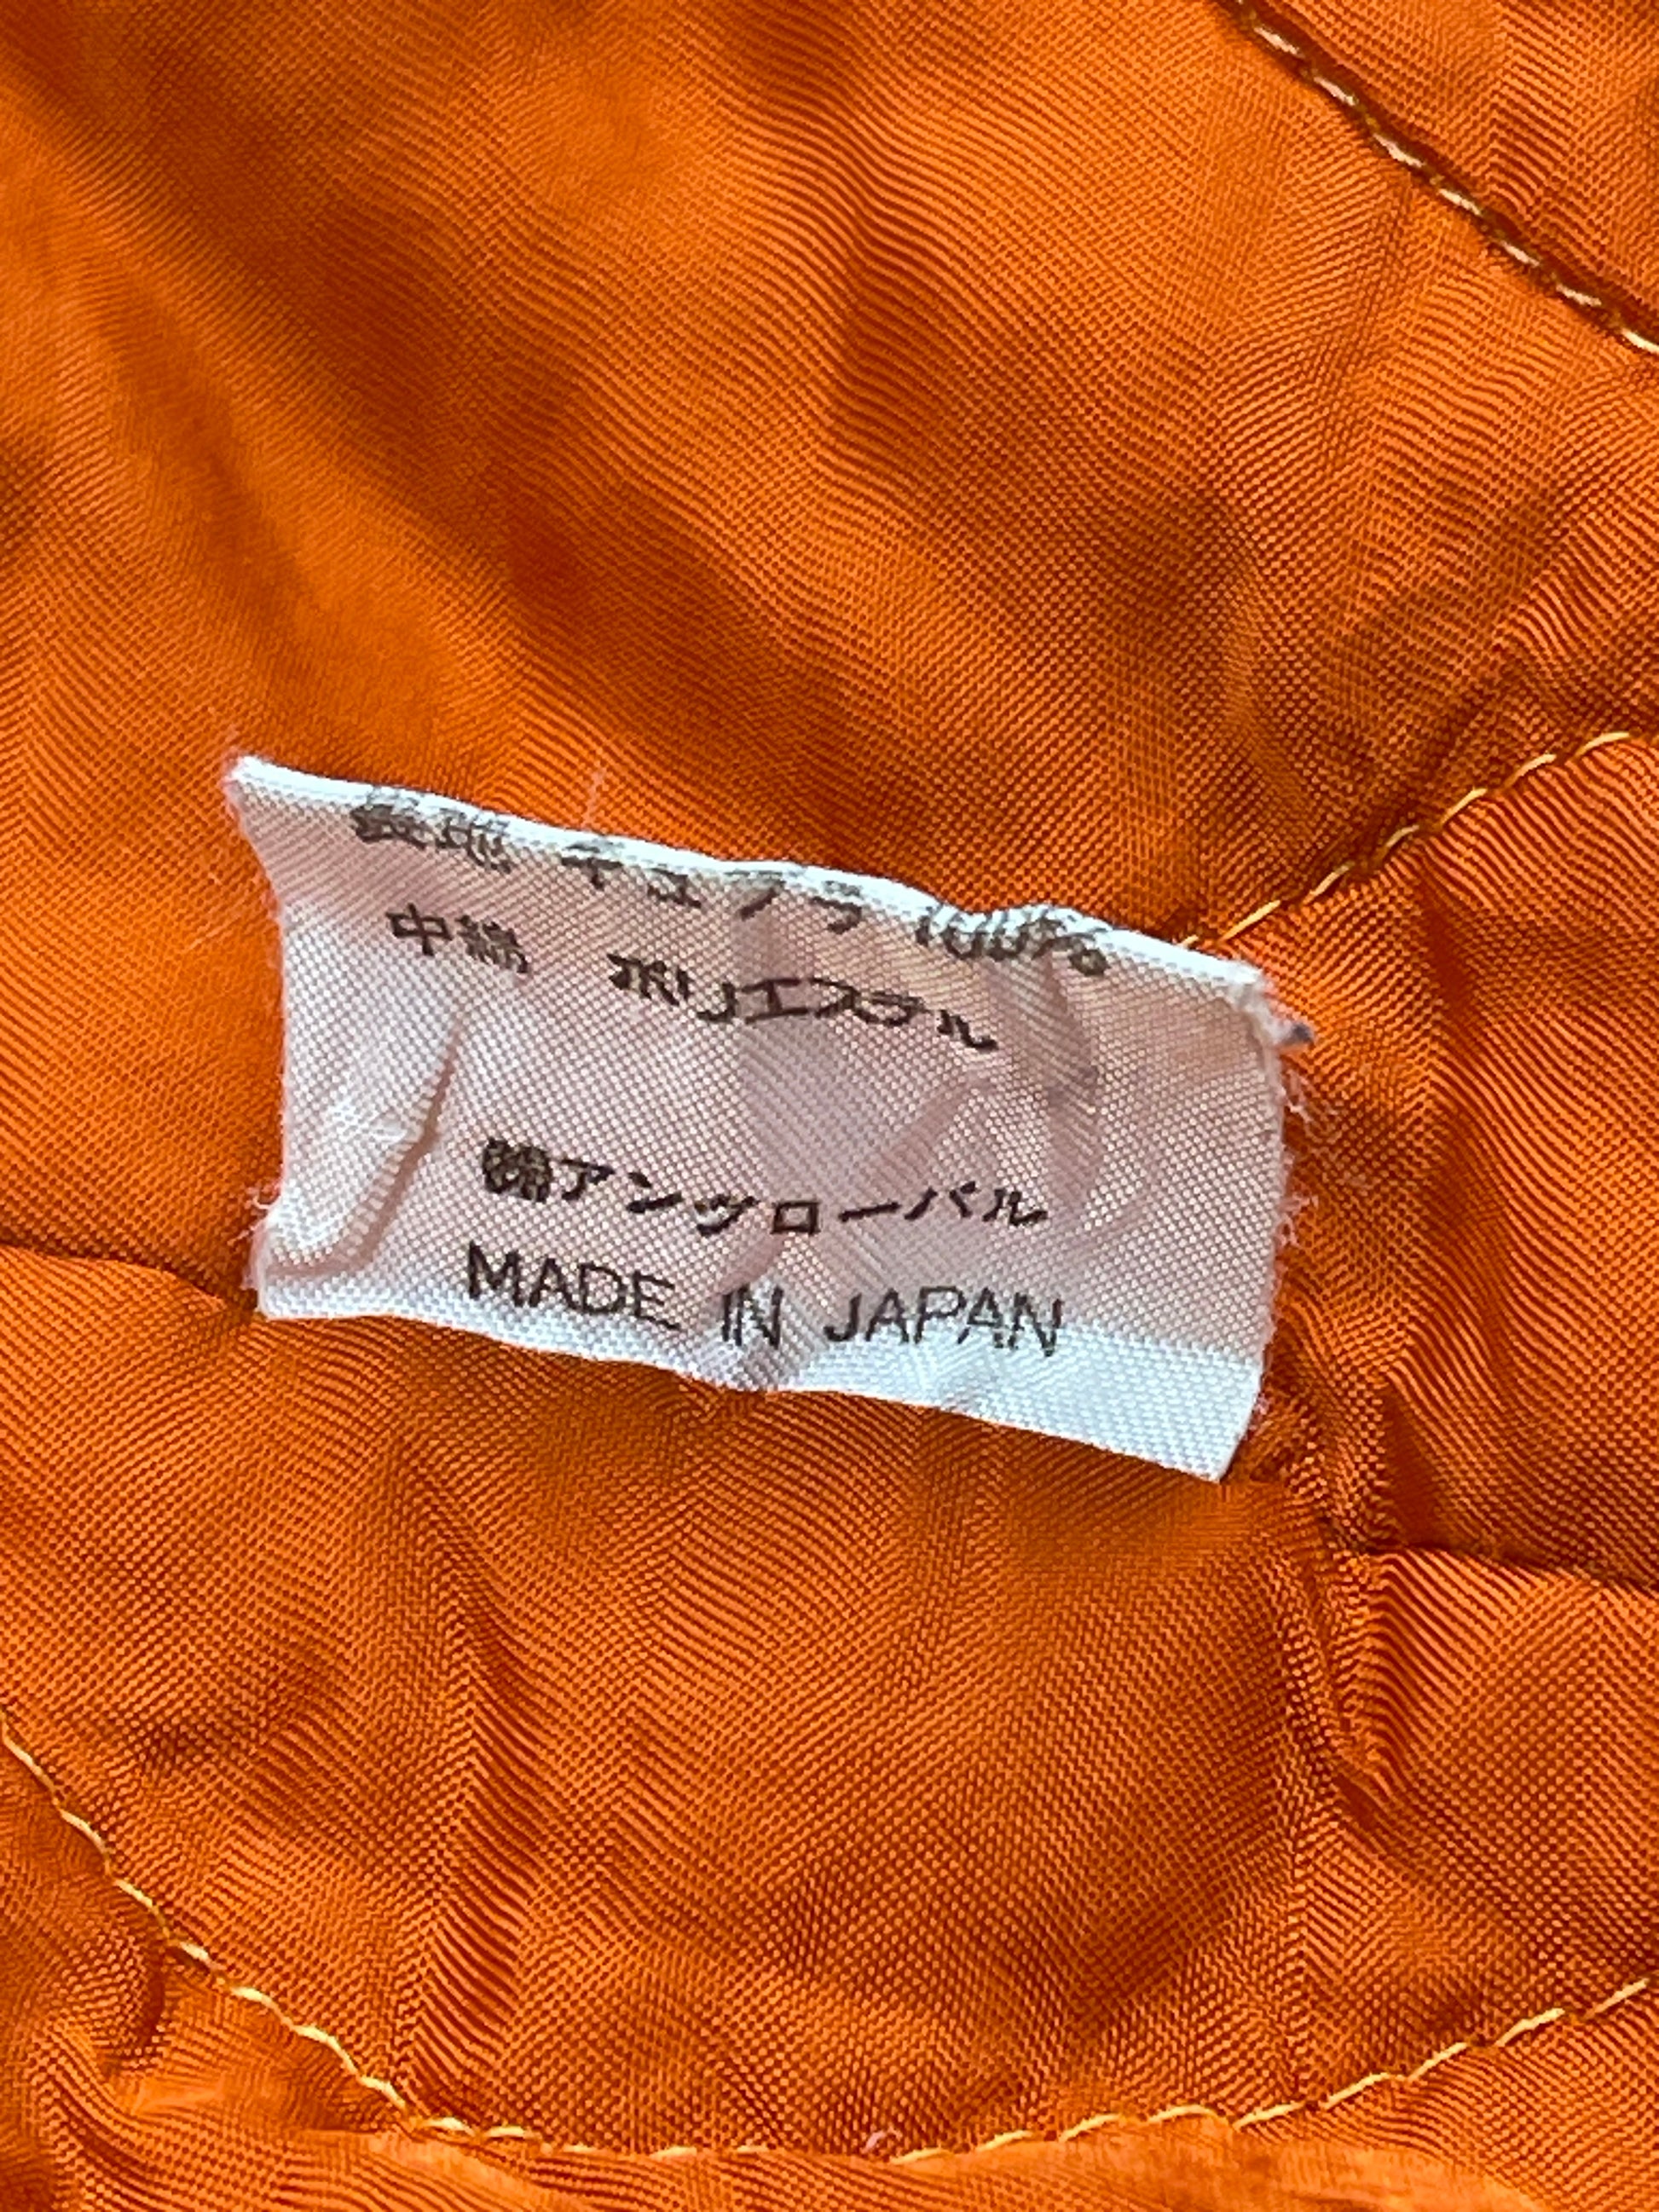 裏地 キュプラ 100%
中綿 ポリエステル
㈱アングローバル
MADE IN JAPAN